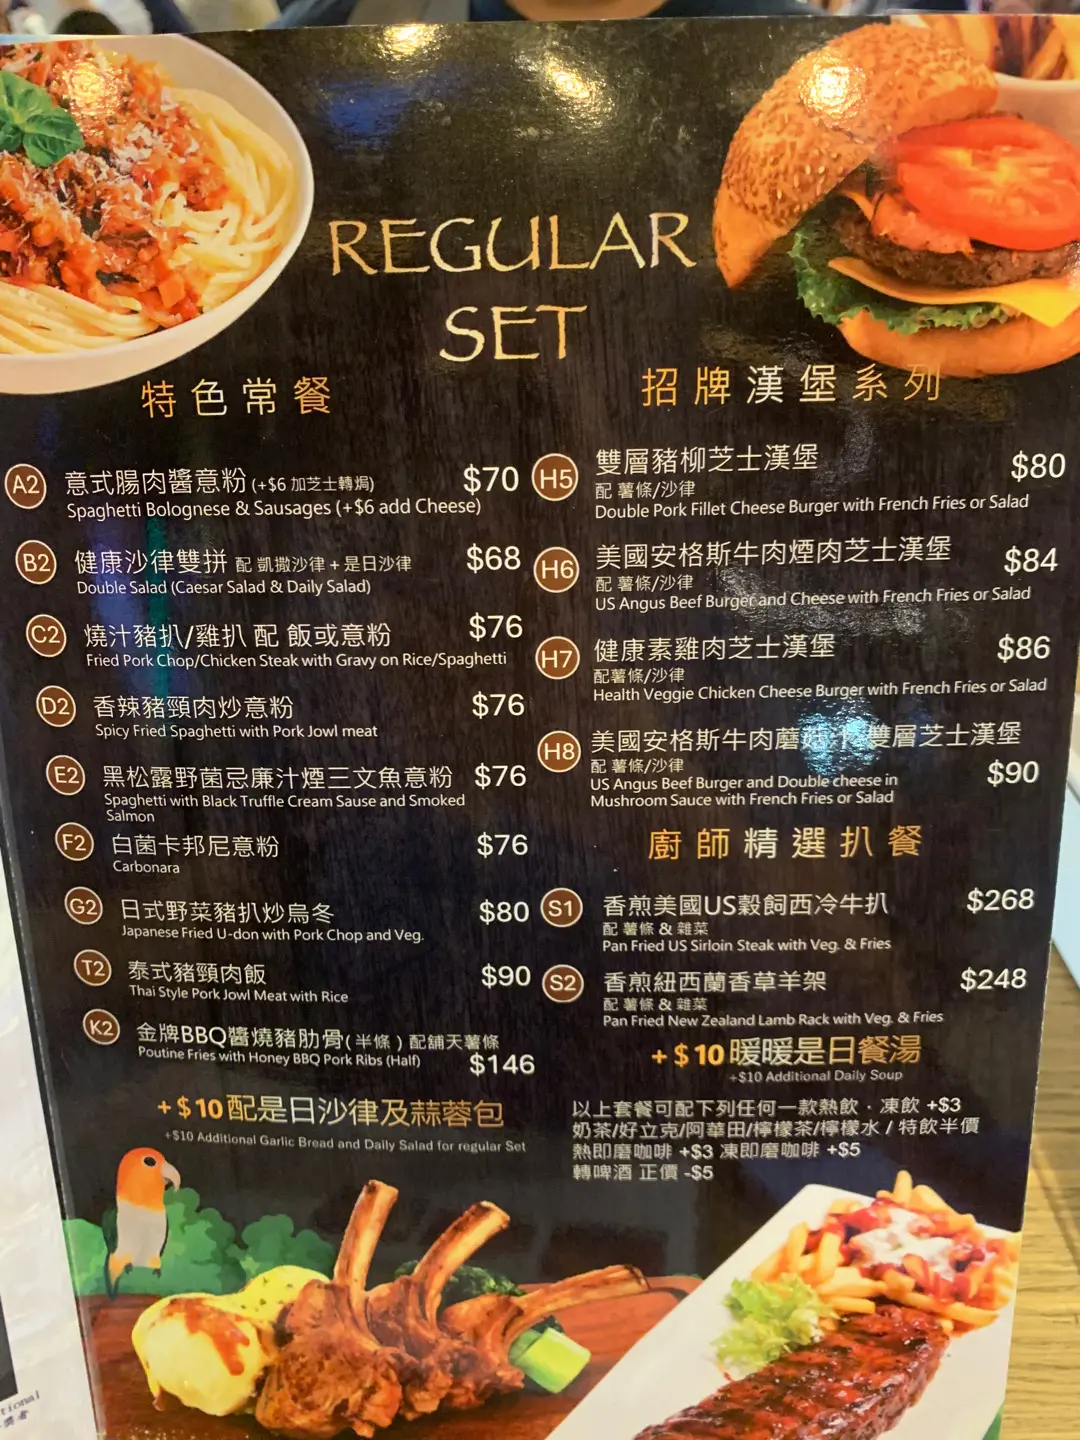 REGULAR
SET
特色常餐
A2 意式腸肉醬意粉 (+$6 加芝士轉焗) $70
Spaghetti Bolognese & Sausages (+$6 add Cheese)
B2 健康沙律雙拼 配 凱撒沙律 + 是日沙律 $68
Double Salad (Caesar Salad & Daily Salad)
C2 燒汁豬扒/雞扒 配 飯或意粉 $76
Fried Pork Chop/Chicken Steak with Gravy on Rice/Spaghetti
D2 香辣豬頸肉炒意粉 $76
Spicy Fried Spaghetti with Pork Jowl meat
E2 黑松露野菌忌廉汁煙三文魚意粉 $76
Spaghetti with Black Truffle Cream Sause and Smoked
Salmon
F2 白菌卡邦尼意粉 $76
Carbonara
G2 日式野菜豬扒炒烏冬 $80
Japanese Fried U-don with Pork Chop and Veg.
T2 泰式豬頸肉飯 $90
Thai Style Pork Jowl Meat with Rice
K2 金牌BBQ醬燒豬肋骨(半條) 配舖天薯條
Poutine Fries with Honey BBQ Pork Ribs (Half) $146
+$10配是日沙律及蒜蓉包
+$10 Additional Garlic Bread and Daily Salad for regular Set
招牌漢堡系列
H5 雙層豬柳芝士漢堡 $80
配 薯條/沙律
Double Pork Fillet Cheese Burger with French Fries or Salad
H6 美國安格斯牛肉煙肉芝士漢堡 $84
配 薯條/沙律
US Angus Beef Burger and Cheese with French Fries or Salad
H7 健康素雞肉芝士漢堡 $86
配薯條/沙律
Health Veggie Chicken Cheese Burger with French Fries or Salad
H8 美國安格斯牛肉蘑菇汁雙層芝士漢堡
配 薯條/沙律 $90
US Angus Beef Burger and Double cheese in
Mushroom Sauce with French Fries or Salad
廚師精選扒餐
S1 香煎美國US穀飼西冷牛扒 $268
配 薯條 & 雜菜
Pan Fried US Sirloin Steak with Veg. & Fries
S2 香煎紐西蘭香草羊架 $248
配 薯條 & 雜菜
Pan Fried New Zealand Lamb Rack with Veg. & Fries
+$10暖暖是日餐湯
+$10 Additional Daily Soup
以上套餐可配下列任何一款熱飲．凍飲 +$3
奶茶/好立克/阿華田/檸檬茶/檸檬水 / 特飲半價
熱即磨咖啡 +$3 凍即磨咖啡 +$5
轉啤酒 正價 -$5